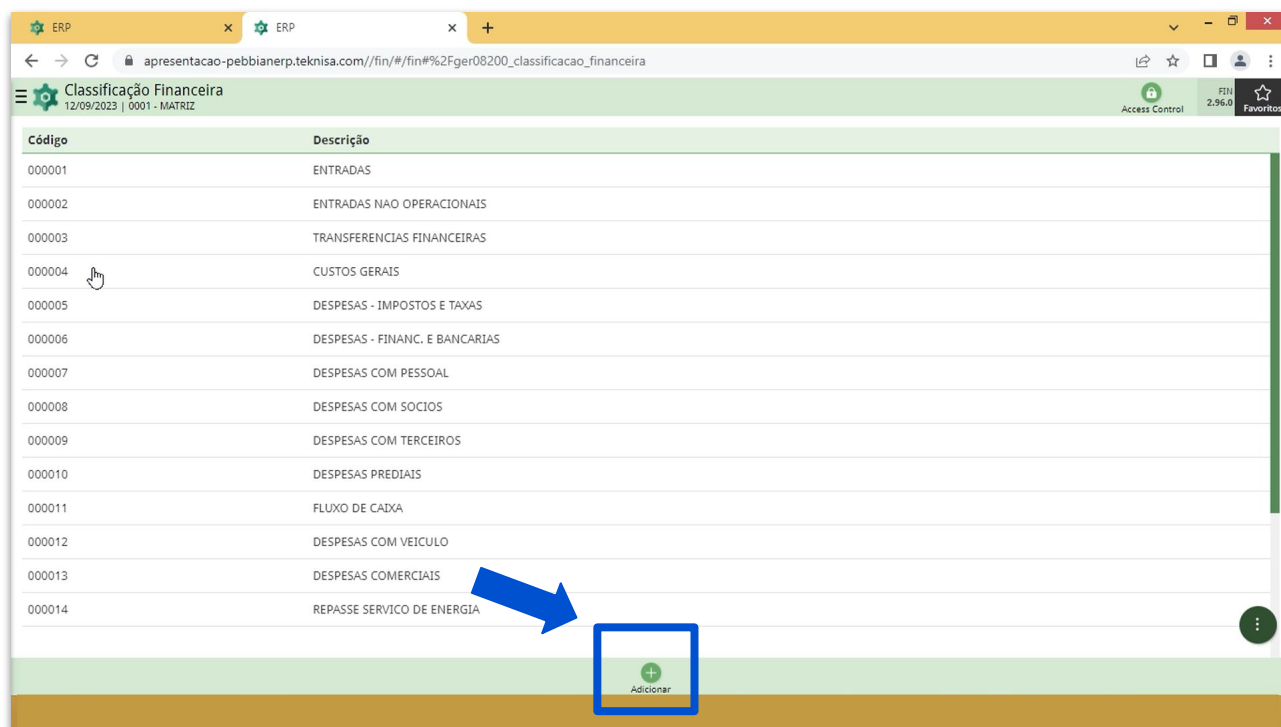 ERP
ERP
apresentacao-pebbianerp.teknisa.com//fin/#/fin#%2Fger08200_classificacao_financeira
Classificação Financeira
12/09/2023 | 0001 - MATRIZ
Access Control
FIN
2.96.0
Favoritos
Código Descrição
000001 ENTRADAS
000002 ENTRADAS NAO OPERACIONAIS
000003 TRANSFERENCIAS FINANCEIRAS
000004 CUSTOS GERAIS
000005 DESPESAS - IMPOSTOS E TAXAS
000006 DESPESAS - FINANC. E BANCARIAS
000007 DESPESAS COM PESSOAL
000008 DESPESAS COM SOCIOS
000009 DESPESAS COM TERCEIROS
000010 DESPESAS PREDIAIS
000011 FLUXO DE CAIXA
000012 DESPESAS COM VEICULO
000013 DESPESAS COMERCIAIS
000014 REPASSE SERVICO DE ENERGIA
Adicionar